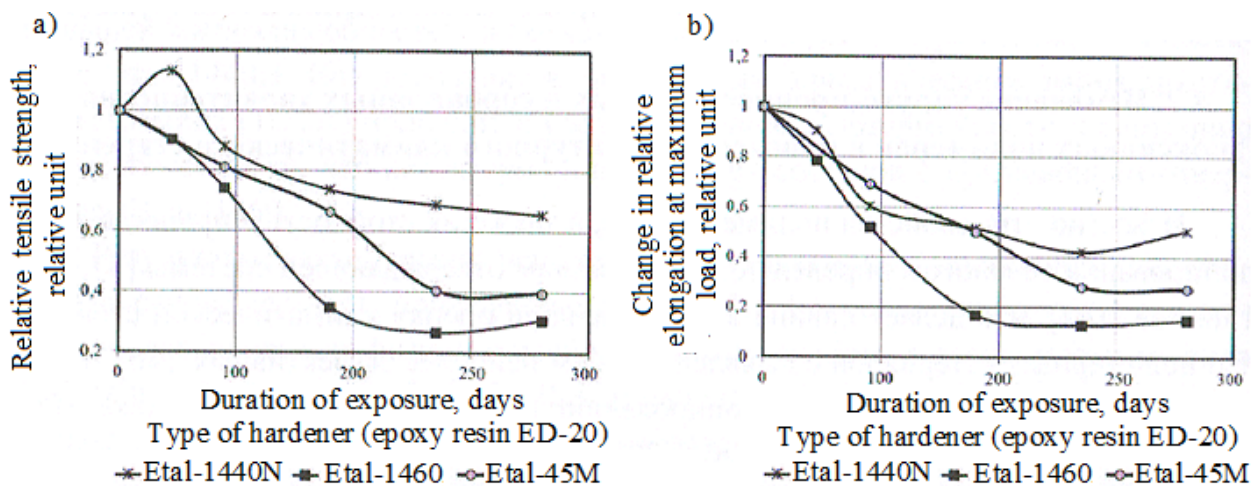 a)
Relative tensile strength,
relative unit
1,2
1
0,8
0,6
0,4
0,2
0 100 200 250 300
Duration of exposure, days
Type of hardener (epoxy resin ED-20)
Etal-1440N Etal-1460 Etal-45M
b)
Change in relative
elongation at maximum
load, relative unit
1,2
1
0,8
0,6
0,4
0,2
0
0 100 200 250 300
Duration of exposure, days
Type of hardener (epoxy resin ED-20)
Etal-1440N Etal-1460 Etal-45M